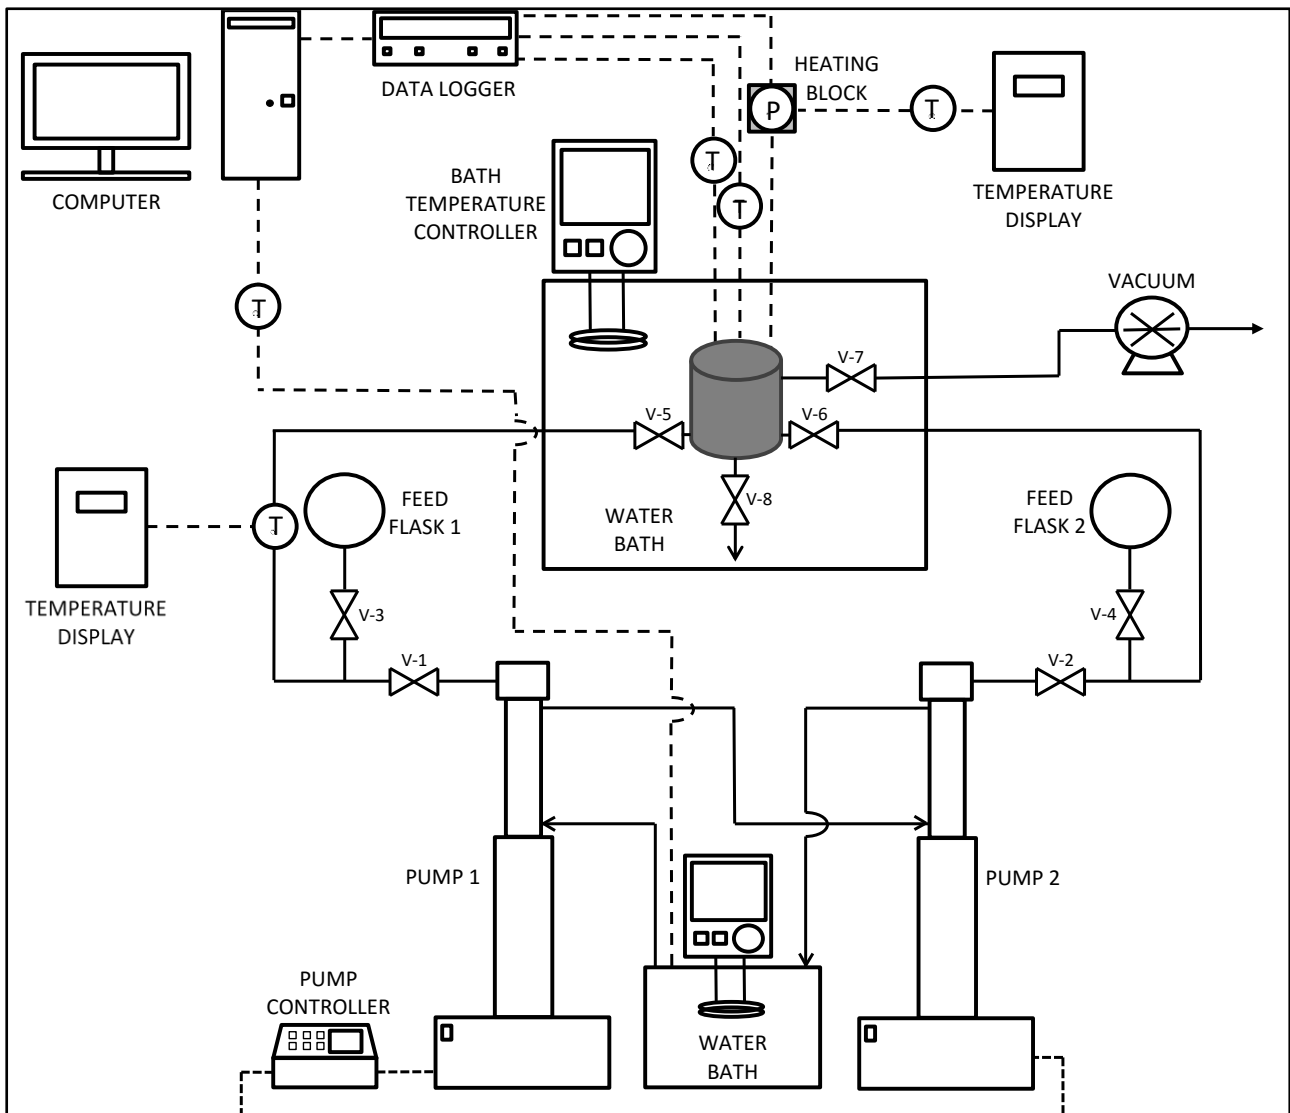 DATA LOGGER
HEATING
BLOCK
P
T
COMPUTER
BATH
TEMPERATURE
CONTROLLER
T
T
TEMPERATURE
DISPLAY
T
VACUUM
V-7
V-5
V-6
FEED
FLASK 1
T
V-8
WATER
BATH
FEED
FLASK 2
TEMPERATURE
DISPLAY
V-3
V-4
V-1
V-2
PUMP 1
PUMP 2
PUMP
CONTROLLER
WATER
BATH